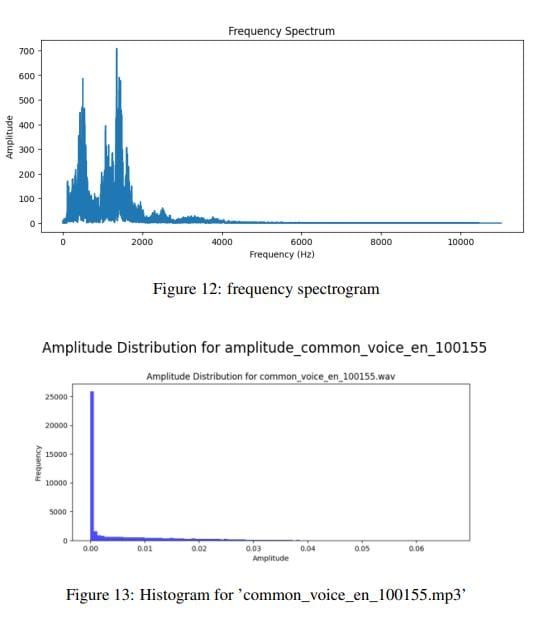 Frequency Spectrum
700
600
500
400
300
200
100
0
Amplitude
0 2000 4000 6000 8000 10000
Frequency (Hz)
Figure 12: frequency spectrogram
Amplitude Distribution for amplitude_common_voice_en_100155
Amplitude Distribution for common_voice_en_100155.wav
25000
20000
15000
10000
5000
0
Frequency
0.00 0.01 0.02 0.03 0.04 0.05 0.06
Amplitude
Figure 13: Histogram for ’common_voice_en_100155.mp3’